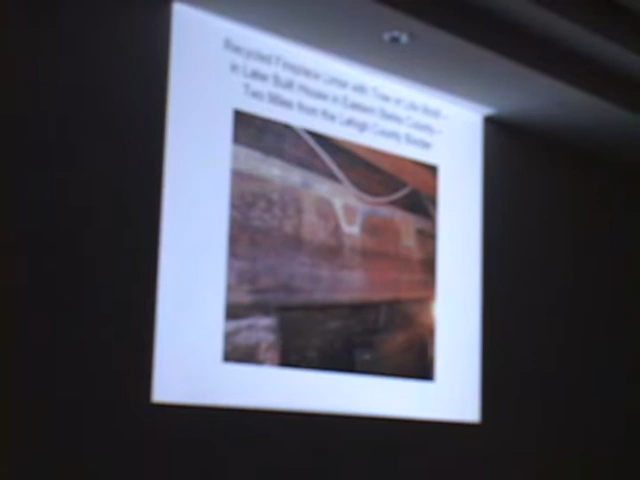 Recycled Fireplace Lintel with Tree of Life Motif –
in Later Built House in Eastern Berks County –
Two Miles from the Lehigh County Border